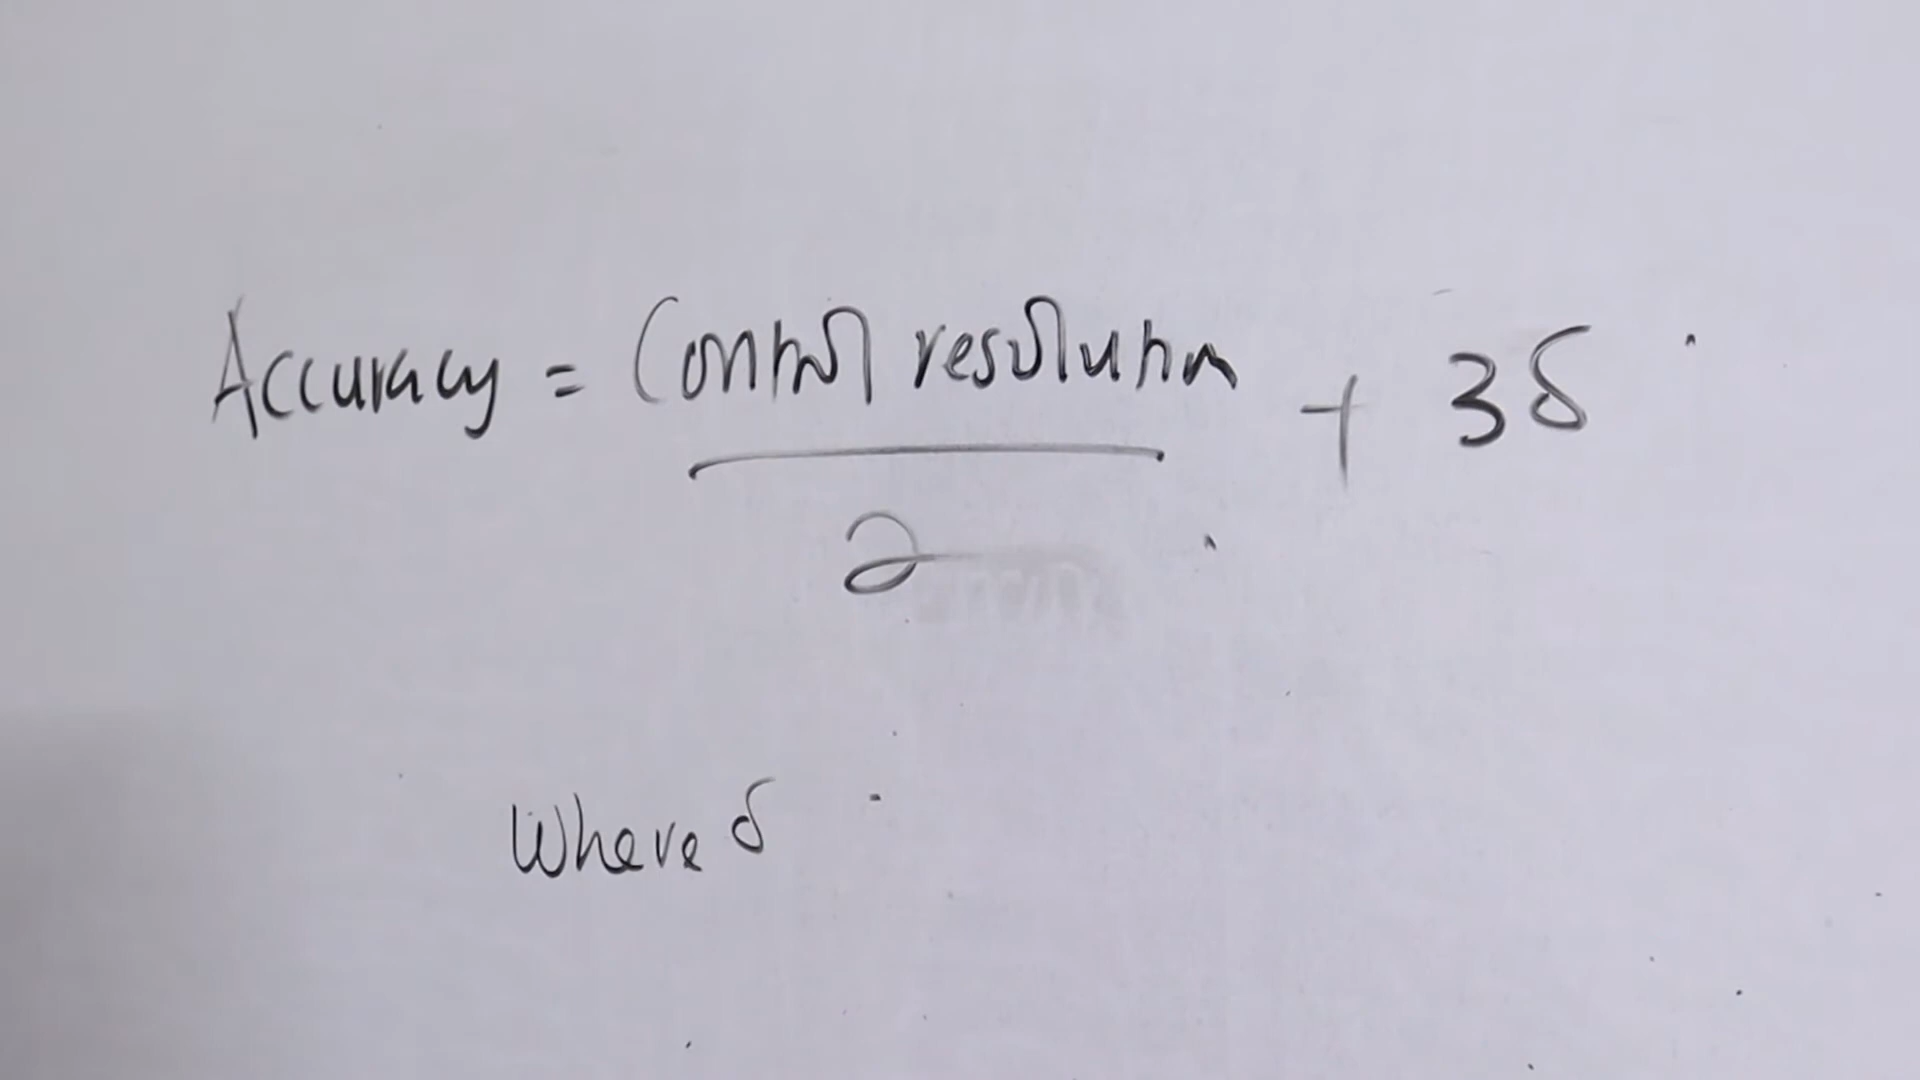 Accuracy = Control resolution + 3δ
2
Where δ